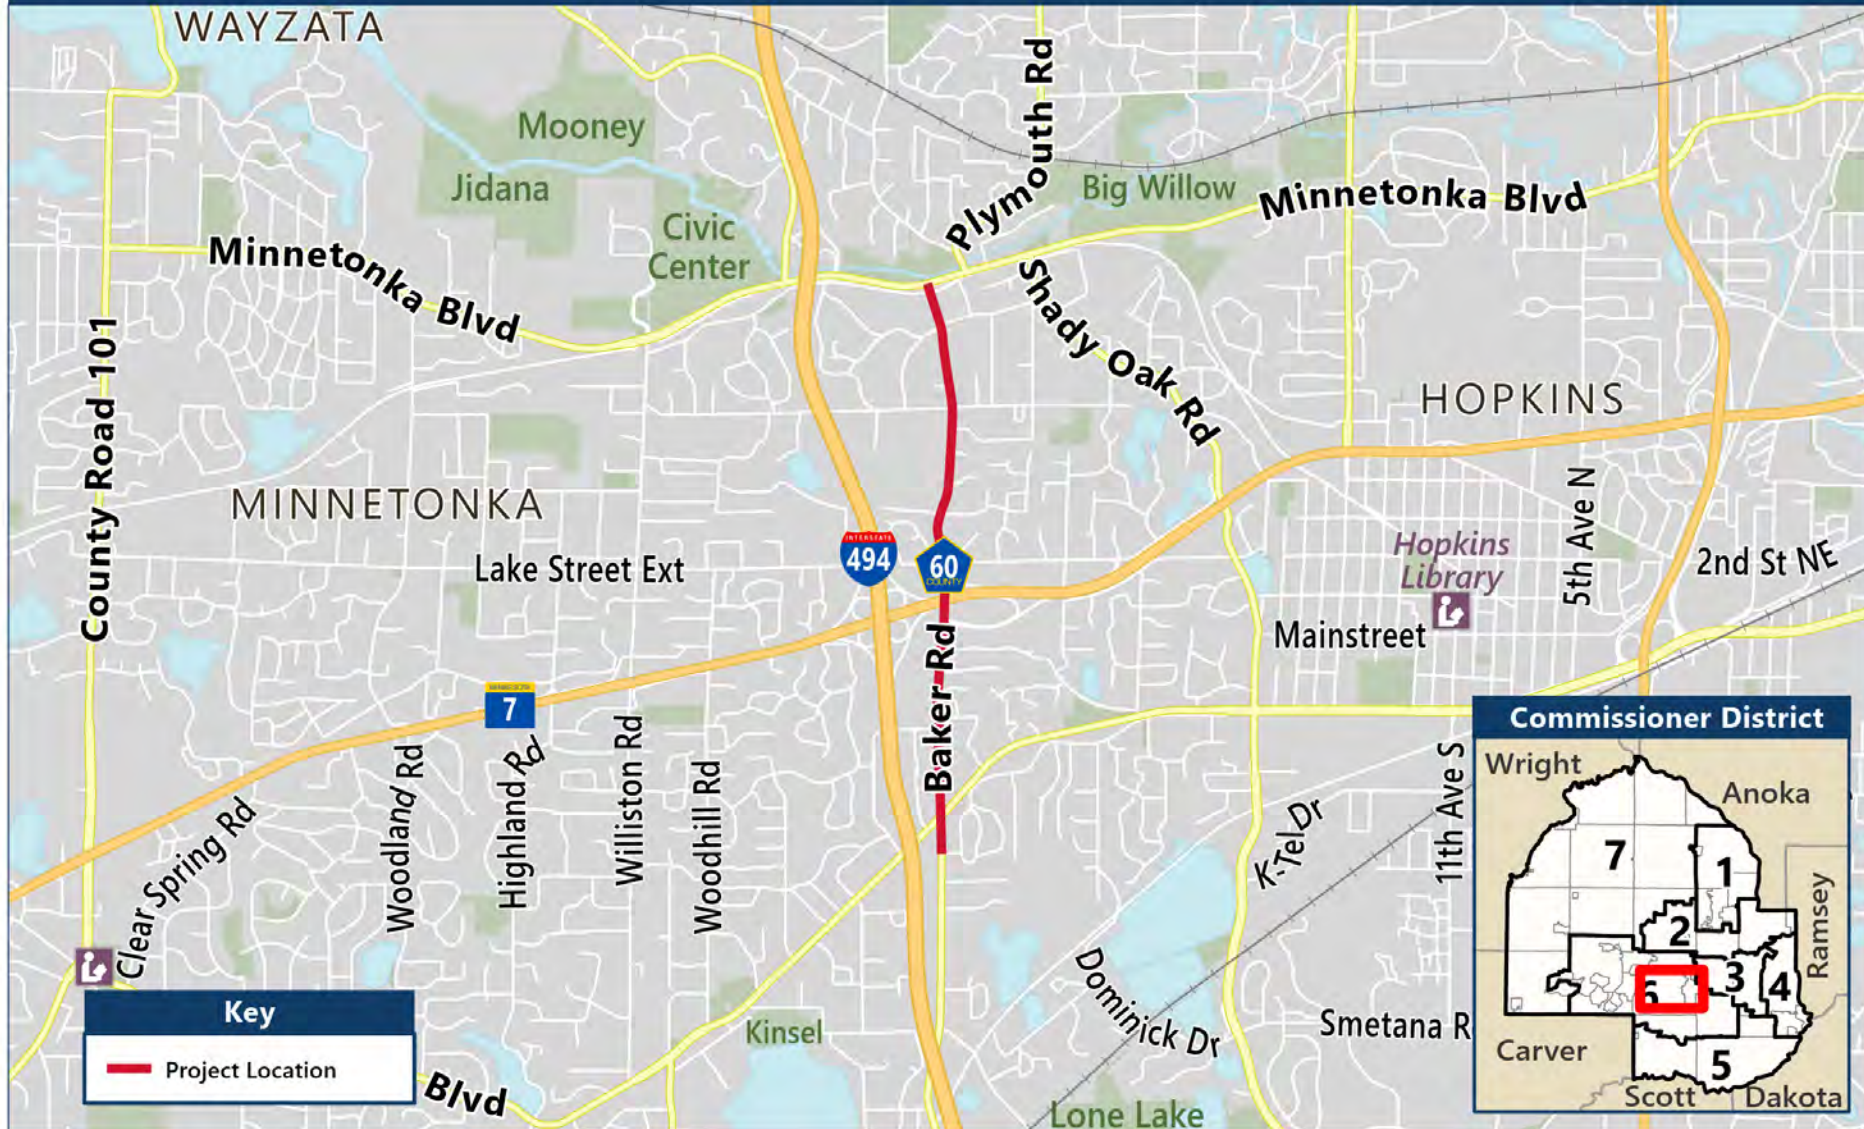 WAYZATA
Plymouth Rd
Mooney
Jidana
Big Willow
Minnetonka Blvd
Civic
Center
Minnetonka Blvd
Shady Oak Rd
County Road 101
HOPKINS
MINNETONKA
Lake Street Ext
INTERSTATE
494
60
COUNTY
Hopkins
Library
5th Ave N
2nd St NE
Mainstreet
Baker Rd
7
Woodland Rd
Highland Rd
Williston Rd
Woodhill Rd
Clear Spring Rd
K-Tel Dr
11th Ave S
Dominick Dr
Smetana R
Kinsel
Lone Lake
Blvd
Key
Project Location
Commissioner District
Wright
Anoka
7
1
2
Ramsey
3
4
6
Carver
5
Scott
Dakota